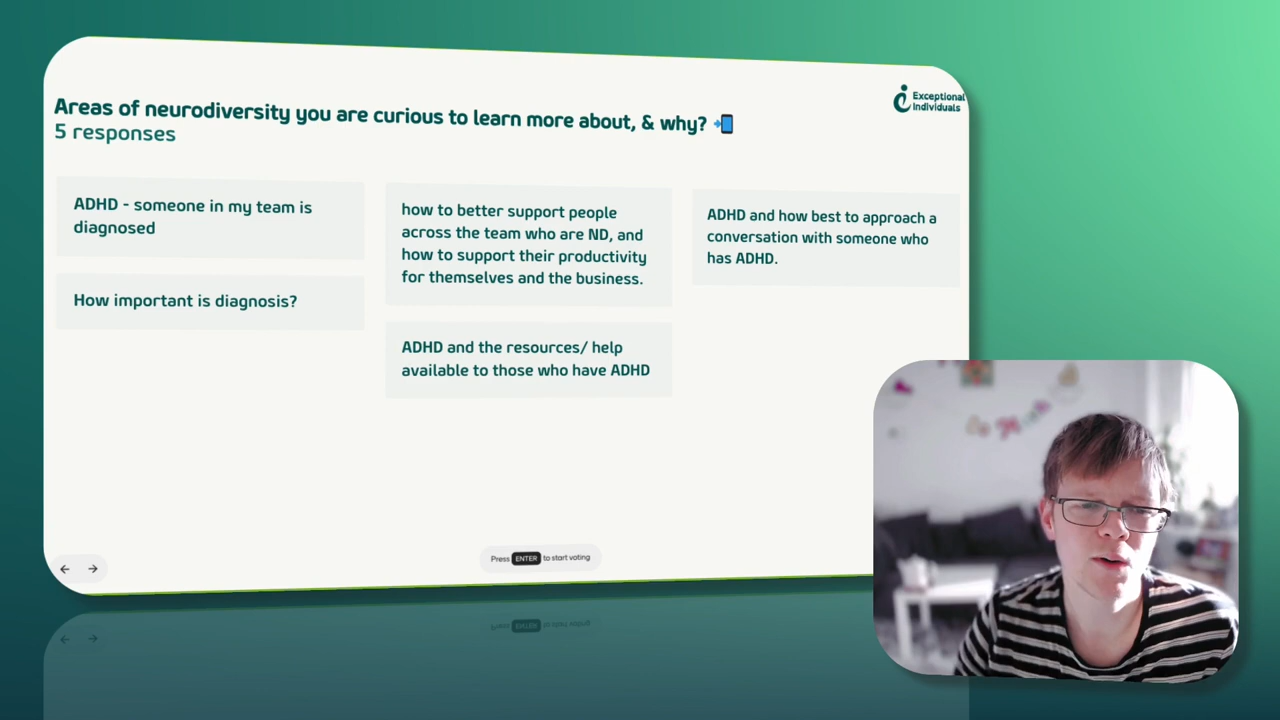 Areas of neurodiversity you are curious to learn more about, & why?
5 responses
Exceptional
Individuals
ADHD - someone in my team is
diagnosed
How important is diagnosis?
how to better support people
across the team who are ND, and
how to support their productivity
for themselves and the business.
ADHD and the resources/ help
available to those who have ADHD
ADHD and how best to approach a
conversation with someone who
has ADHD.
Press ENTER to start voting